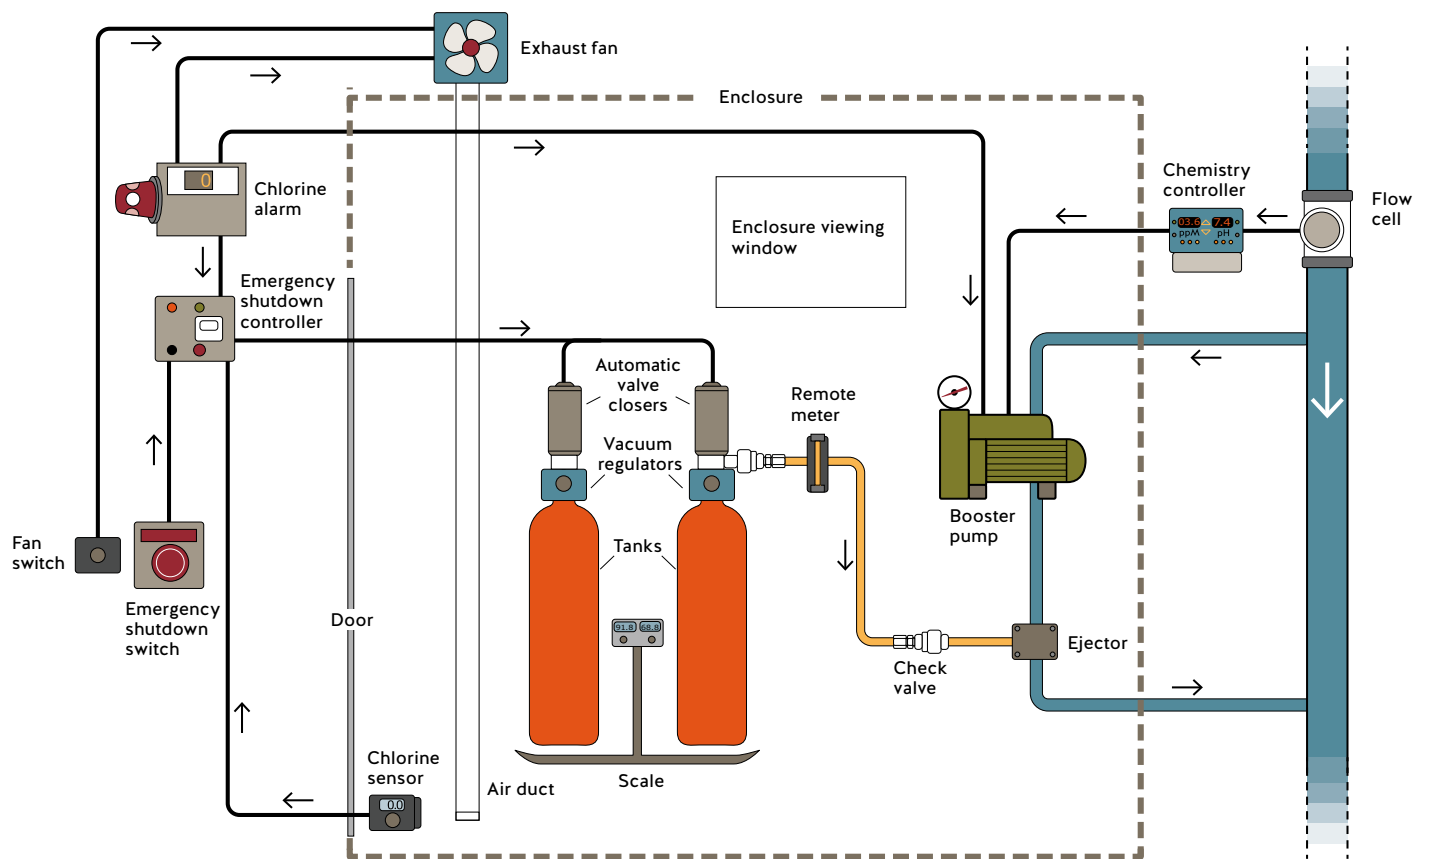 Exhaust fan
Enclosure
Chlorine
alarm
0
Chemistry
controller
03.6
7.4
ppM
pH
Flow
cell
Enclosure viewing
window
Emergency
shutdown
controller
Automatic
valve
closers
Remote
meter
Vacuum
regulators
Booster
pump
Fan
switch
Tanks
Emergency
shutdown
switch
Door
91.8
68.8
Ejector
Check
valve
Chlorine
sensor
0.0
Air duct
Scale